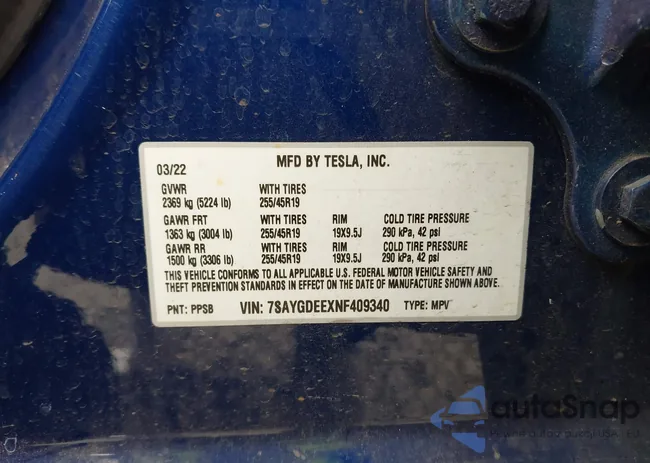 03/22 MFD BY TESLA, INC.
GVWR WITH TIRES
2369 kg (5224 lb) 255/45R19
GAWR FRT WITH TIRES RIM COLD TIRE PRESSURE
1363 kg (3004 lb) 255/45R19 19X9.5J 290 kPa, 42 psi
GAWR RR WITH TIRES RIM COLD TIRE PRESSURE
1500 kg (3306 lb) 255/45R19 19X9.5J 290 kPa, 42 psi
THIS VEHICLE CONFORMS TO ALL APPLICABLE U.S. FEDERAL MOTOR VEHICLE SAFETY AND
THEFT PREVENTION STANDARDS IN EFFECT ON THE DATE OF MANUFACTURE SHOWN ABOVE.
PNT: PPSB VIN: 7SAYGDEEXNF409340 TYPE: MPV
autoSnap